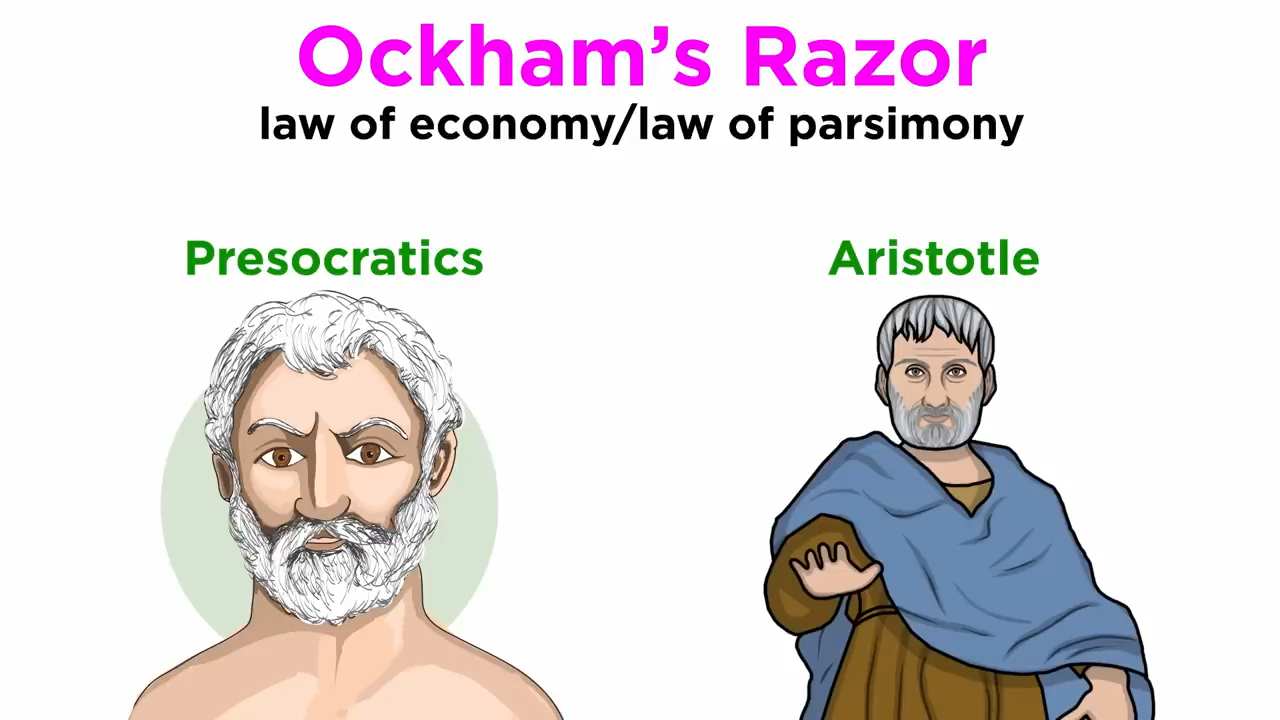 Ockham’s Razor
law of economy/law of parsimony
Presocratics
Aristotle